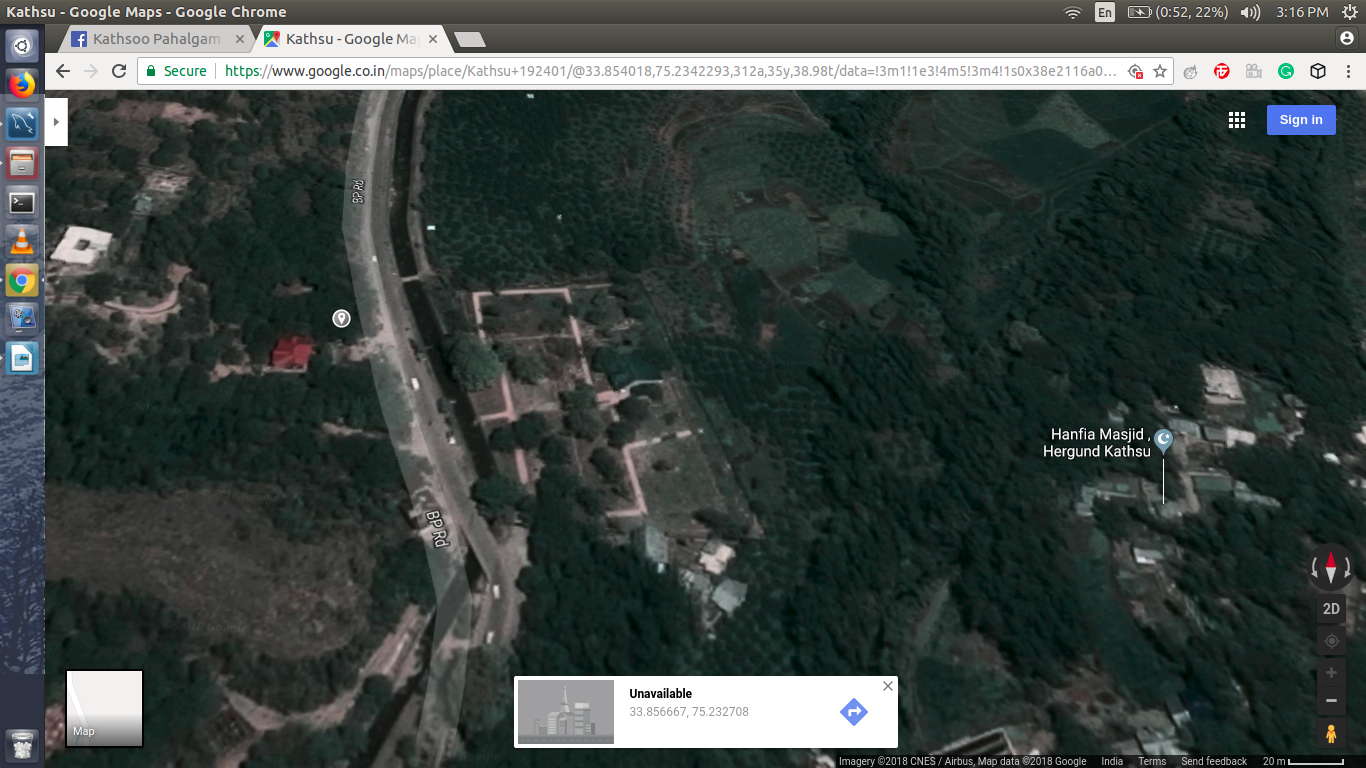 Kathsu - Google Maps - Google Chrome
En
(0:52, 22%)
3:16 PM
Kathsoo Pahalgam
Kathsu - Google Ma
Secure
https://www.google.co.in/maps/place/Kathsu+192401/@33.854018,75.2342293,312a,35y,38.98t/data=!3m1!1e3!4m5!3m4!1s0x38e2116a0...
Sign in
BP Rd
Hanfia Masjid ,
Hergund Kathsu
BP Rd
2D
Map
Unavailable
33.856667, 75.232708
Imagery ©2018 CNES / Airbus, Map data ©2018 Google India Terms Send feedback 20 m